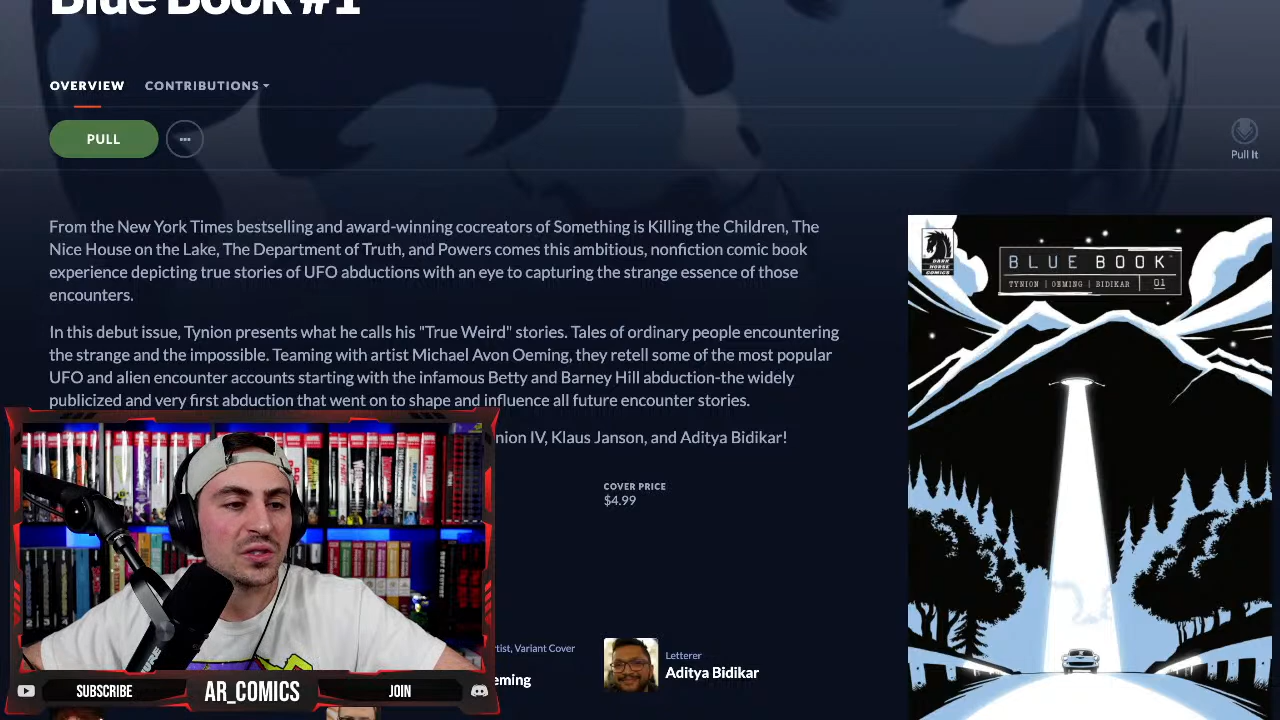 Blue Book #1
OVERVIEW CONTRIBUTIONS
PULL ...
Pull It
From the New York Times bestselling and award-winning cocreators of Something is Killing the Children, The
Nice House on the Lake, The Department of Truth, and Powers comes this ambitious, nonfiction comic book
experience depicting true stories of UFO abductions with an eye to capturing the strange essence of those
encounters.
In this debut issue, Tynion presents what he calls his "True Weird" stories. Tales of ordinary people encountering
the strange and the impossible. Teaming with artist Michael Avon Oeming, they retell some of the most popular
UFO and alien encounter accounts starting with the infamous Betty and Barney Hill abduction-the widely
publicized and very first abduction that went on to shape and influence all future encounter stories.
nion IV, Klaus Janson, and Aditya Bidikar!
COVER PRICE
$4.99
rtist, Variant Cover
eming
Letterer
Aditya Bidikar
DARK
HORSE
COMICS
BLUE BOOK
TYNION | OEMING | BIDIKAR | 01
SUBSCRIBE AR_COMICS JOIN